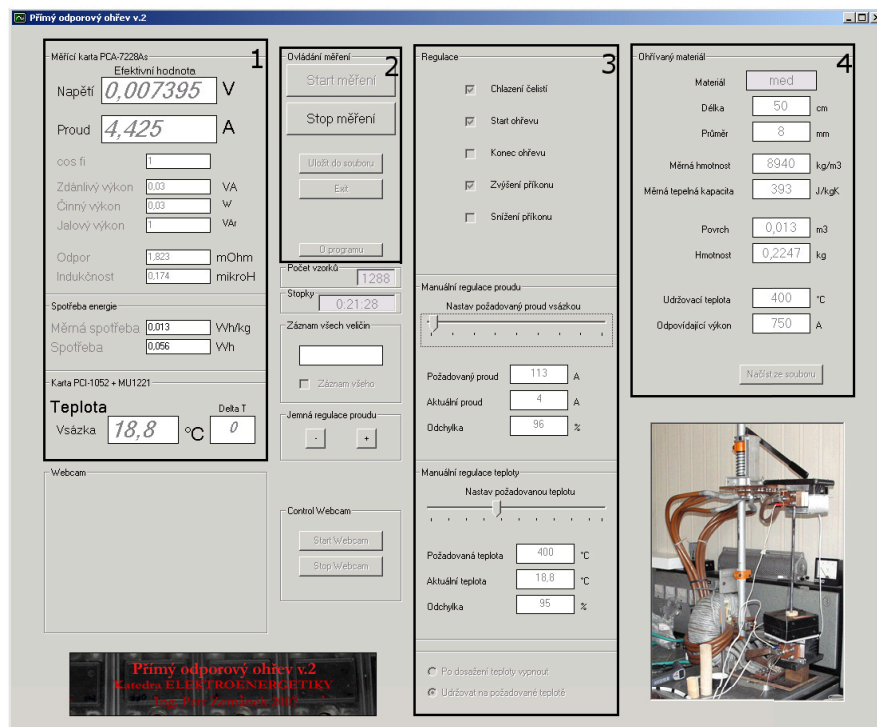 Přímý odporový ohřev v.2
Měřící karta PCA-7228As
1
Efektivní hodnota
Napětí 0,007395 V
Proud 4,425 A
cos fi 1
Zdánlivý výkon 0,03 VA
Činný výkon 0,03 W
Jalový výkon 1 VAr
Odpor 1,823 mOhm
Indukčnost 0,174 mikroH
Spotřeba energie
Měrná spotřeba 0,013 Wh/kg
Spotřeba 0,056 Wh
Karta PCI-1052 + MU1221
Teplota
Delta T
Vsázka 18,8 °C 0
Webcam
Ovládání měření
2
Start měření
Stop měření
Uložit do souboru
Exit
O programu
Počet vzorků
1288
Stopky
0:21:28
Záznam všech veličin
Záznam všeho
Jemná regulace proudu
- +
Control Webcam
Start Webcam
Stop Webcam
Regulace
3
Chlazení čelistí
Start ohřevu
Konec ohřevu
Zvýšení příkonu
Snížení příkonu
Manuální regulace proudu
Nastav požadovaný proud vsázkou
Požadovaný proud 113 A
Aktuální proud 4 A
Odchylka 96 %
Manuální regulace teploty
Nastav požadovanou teplotu
Požadovaná teplota 400 °C
Aktuální teplota 18,8 °C
Odchylka 95 %
Po dosažení teploty vypnout
Udržovat na požadované teplotě
Ohřívaný materiál
4
Materiál med
Délka 50 cm
Průměr 8 mm
Měrná hmotnost 8940 kg/m3
Měrná tepelná kapacita 393 J/kgK
Povrch 0,013 m3
Hmotnost 0,2247 kg
Udržovací teplota 400 °C
Odpovídající výkon 750 A
Načíst ze souboru
Přímý odporový ohřev v.2
Katedra ELEKTROENERGETIKY
Ing. Petr 2007